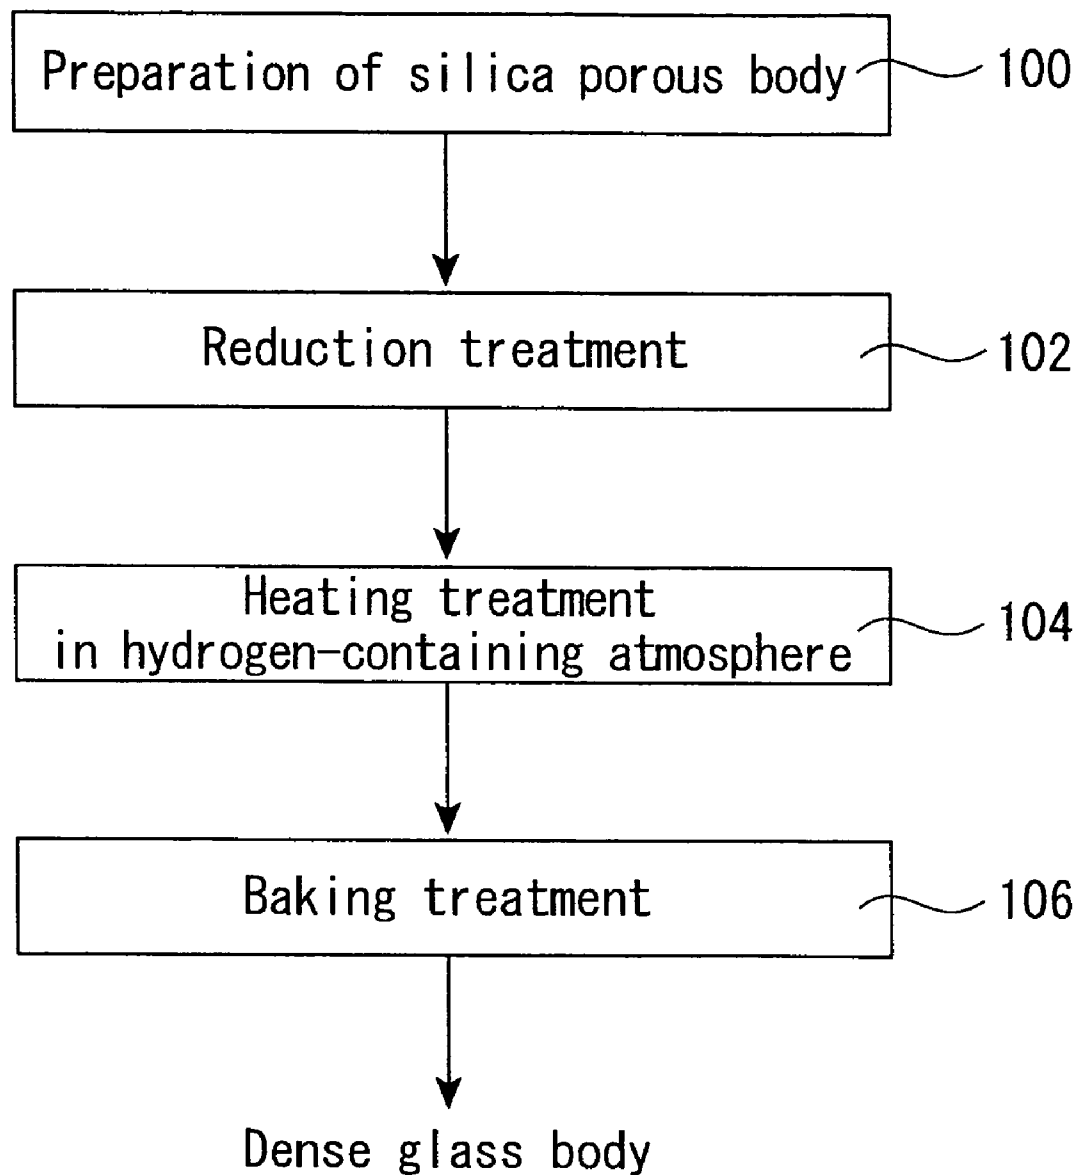 Preparation of silica porous body
100
Reduction treatment
102
Heating treatment
in hydrogen-containing atmosphere
104
Baking treatment
106
Dense glass body